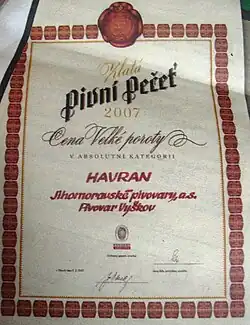 Zlatá
Pivní Pečeť
2007
Cena Velké poroty
V ABSOLUTNÍ KATEGORII
HAVRAN
Jihomoravské pivovary, a.s.
Pivovar Vyškov